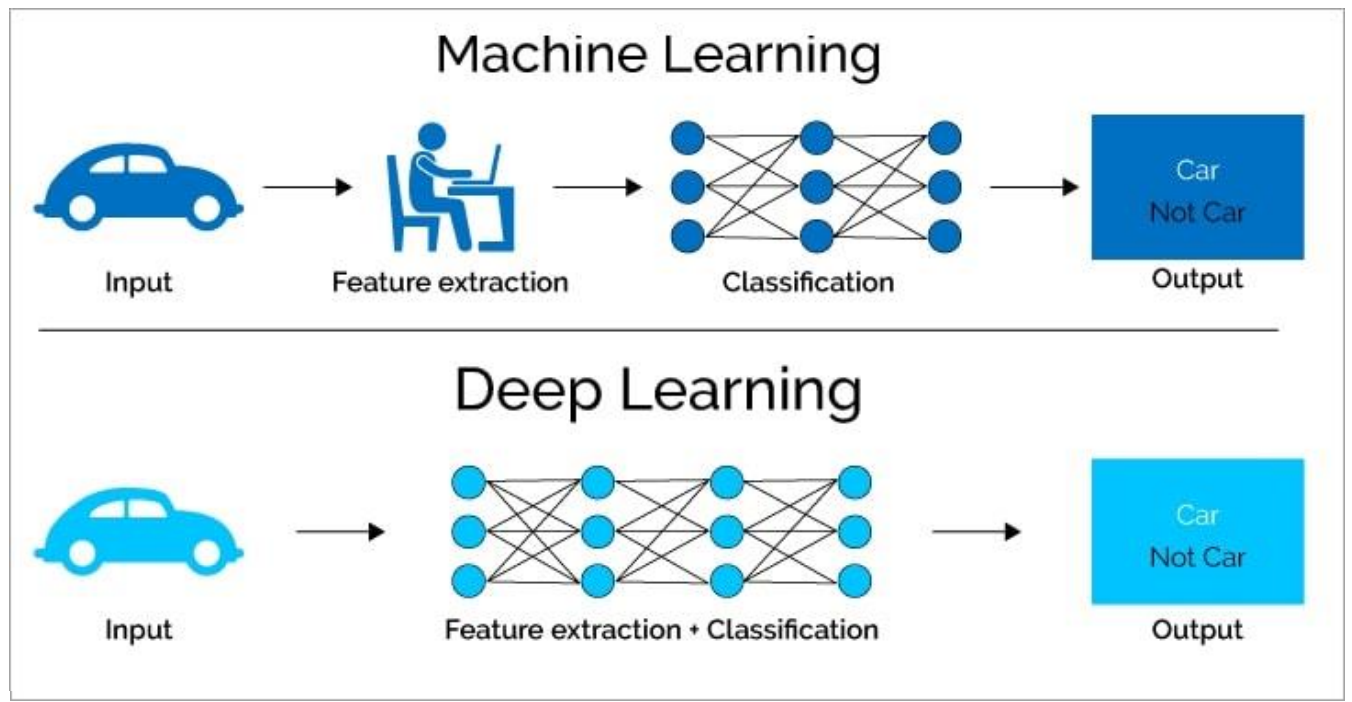 Machine Learning
Car
Not Car
Input
Feature extraction
Classification
Output
Deep Learning
Car
Not Car
Input
Feature extraction + Classification
Output